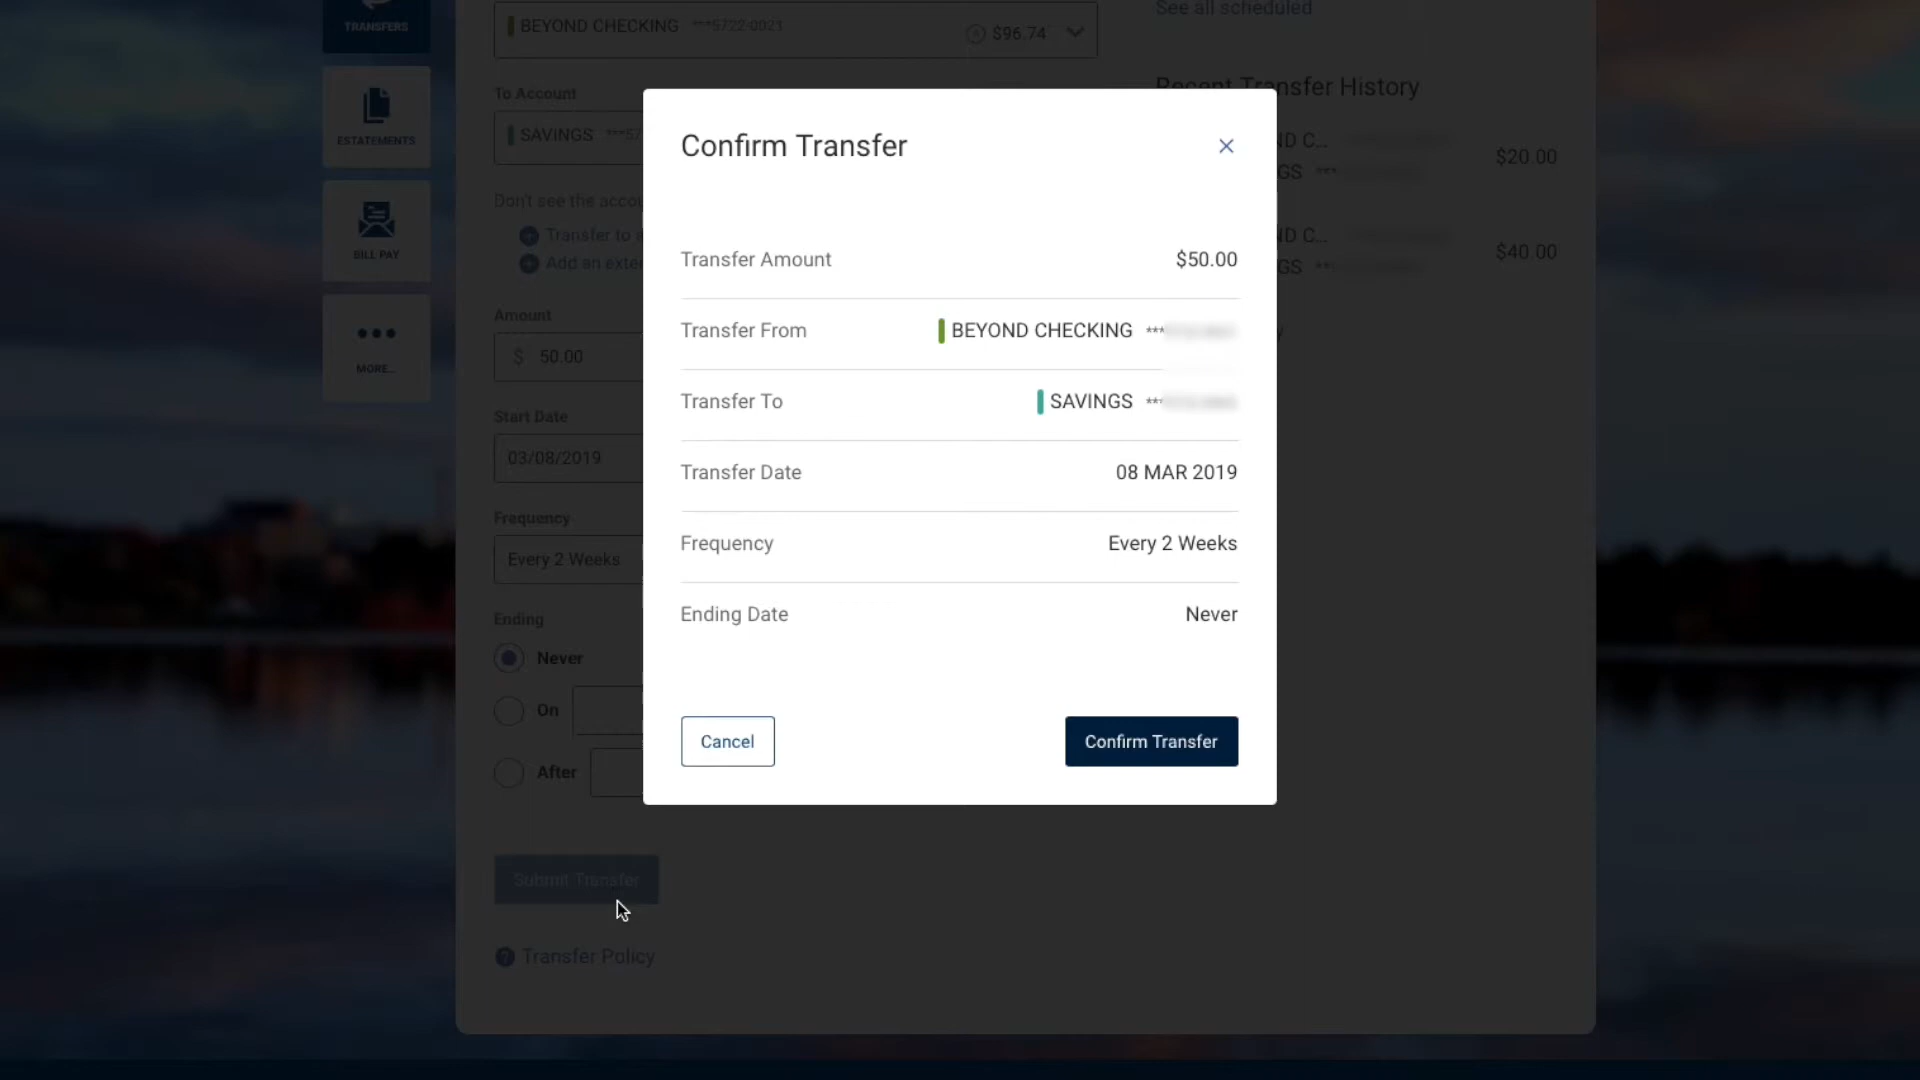 TRANSFERS
ESTATEMENTS
BILL PAY
MORE...
BEYOND CHECKING ***5722-0021
$96.74
To Account
SAVINGS ***57
Don't see the accou
Transfer to a
Add an exter
Amount
$ 50.00
Start Date
03/08/2019
Frequency
Every 2 Weeks
Ending
Never
On
After
Submit Transfer
Transfer Policy
Confirm Transfer
Transfer Amount $50.00
Transfer From BEYOND CHECKING ***
Transfer To SAVINGS ***
Transfer Date 08 MAR 2019
Frequency Every 2 Weeks
Ending Date Never
Cancel
Confirm Transfer
See all scheduled
Recent Transfer History
ND C...
GS ***
$20.00
ND C...
GS ***
$40.00
y